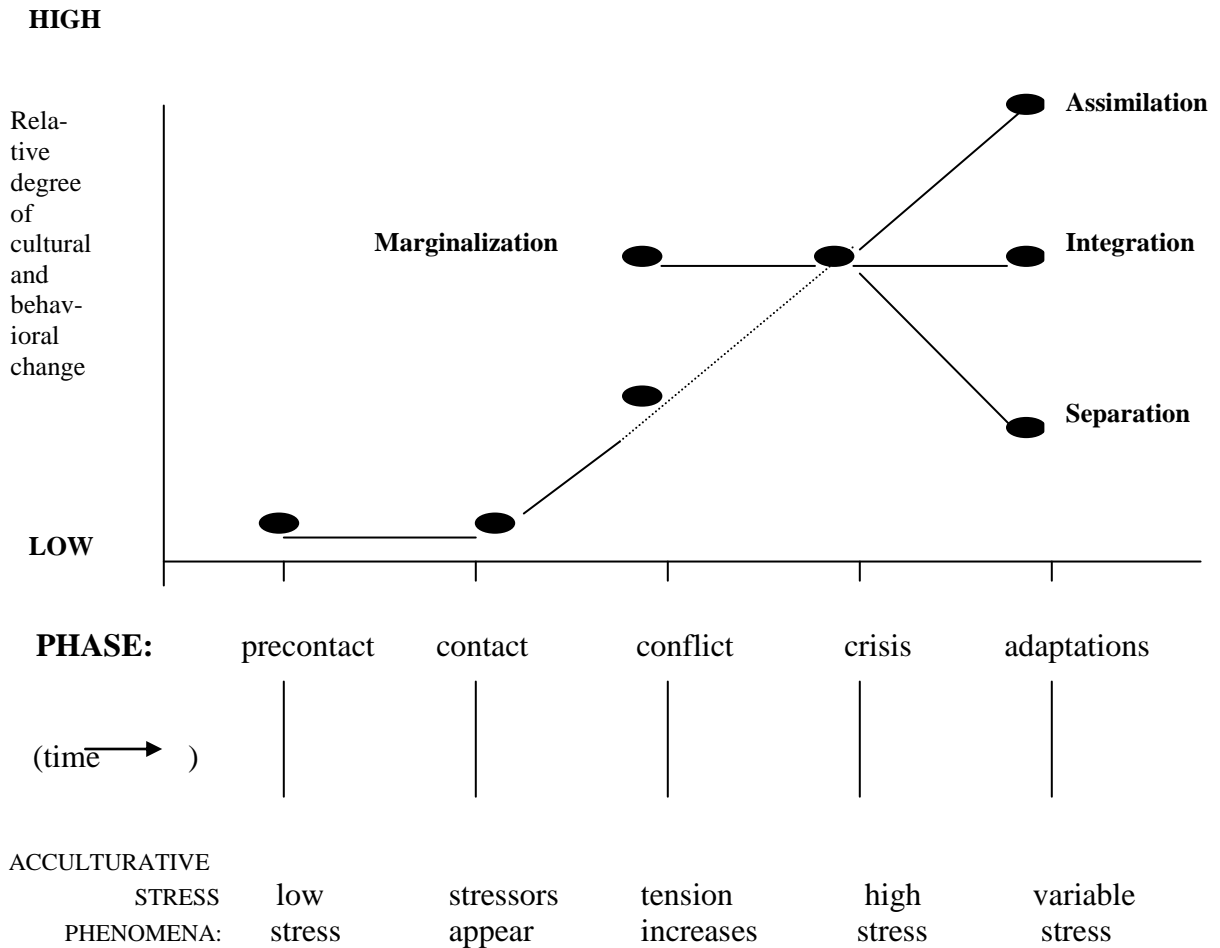 HIGH
Rela-
tive
degree
of
cultural
and
behav-
ioral
change
Assimilation
Marginalization
Integration
Separation
LOW
PHASE: precontact contact conflict crisis adaptations
(time )
ACCULTURATIVE
STRESS low stressors tension high variable
PHENOMENA: stress appear increases stress stress